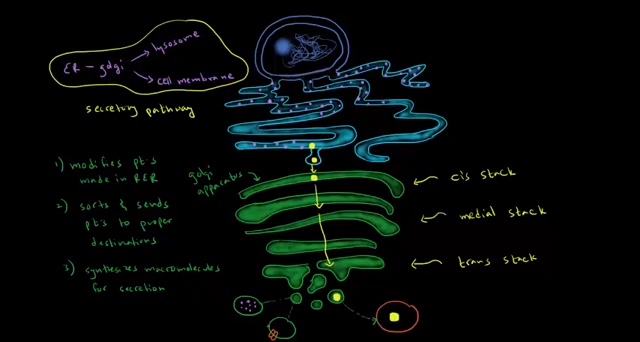 ER – golgi
lysosome
cell membrane
secretory pathway
1) modifies pt's
made in RER
2) sorts & sends
pt's to proper
destinations
3) synthesizes macromolecules
for secretion
golgi
apparatus
cis stack
medial stack
trans stack